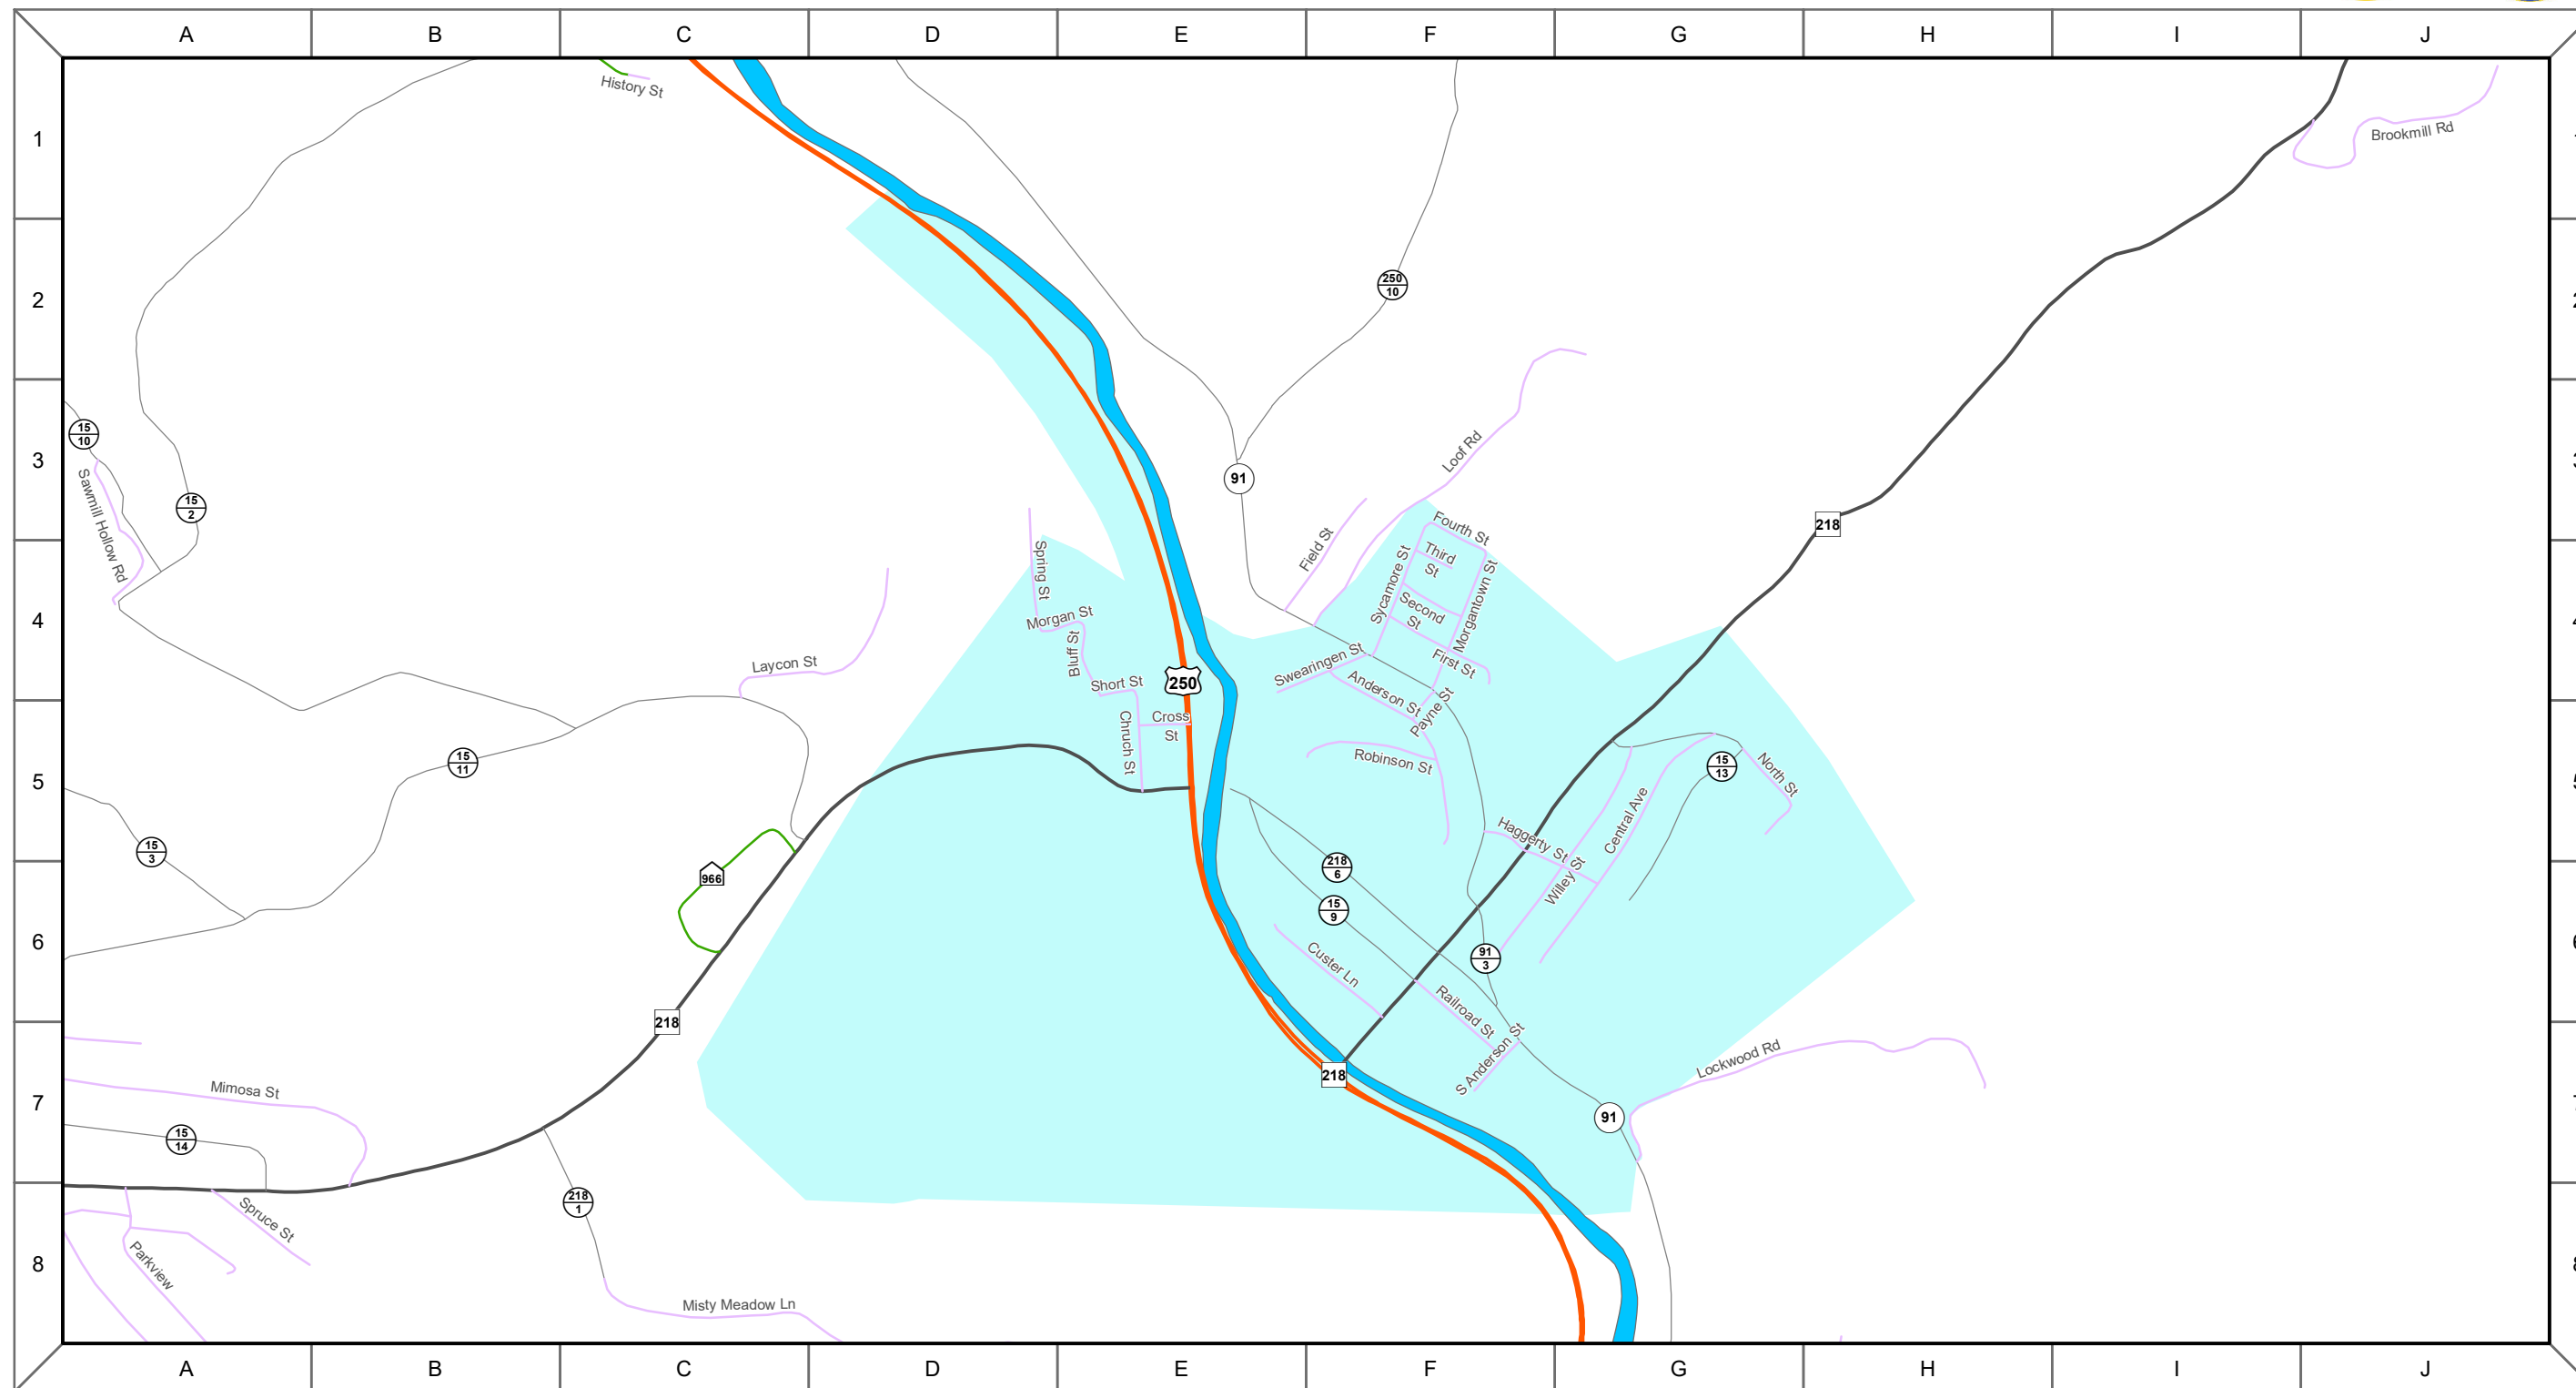 A B C D E F G H I J
1
History St
Brookmill Rd
2
250
10
3
15
10
Sawmill Hollow Rd
15
2
91
Loof Rd
218
Field St
Fourth St
Third
St
Sycamore St
Second
St
Morgantown St
First St
4
Spring St
Morgan St
Bluff St
Short St
Laycon St
250
Swearingen St
Anderson St
Payne St
Cross
St
Chruch St
Robinson St
5
15
11
15
13
North St
Central Ave
Haggerty St
Willey St
15
3
966
218
6
15
9
6
91
3
Custer Ln
Railroad St
S Anderson St
218
218
Lockwood Rd
7
Mimosa St
15
14
91
218
1
Spruce St
Parkview
8
Misty Meadow Ln
A B C D E F G H I J